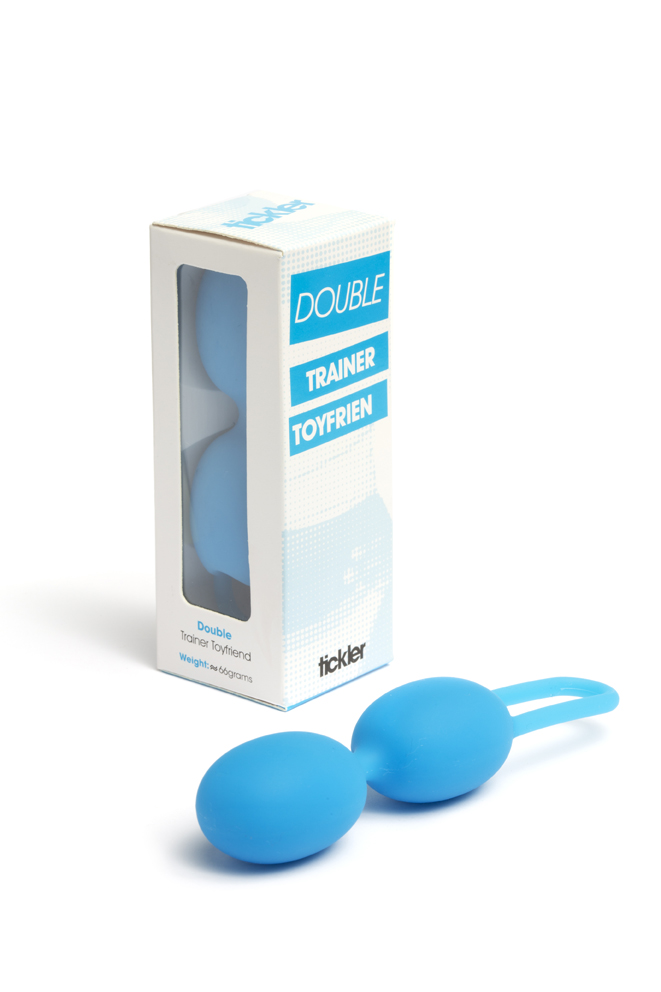 tickler
DOUBLE
TRAINER
TOYFRIEN
Double
Trainer Toyfriend
Weight: 66grams
tickler